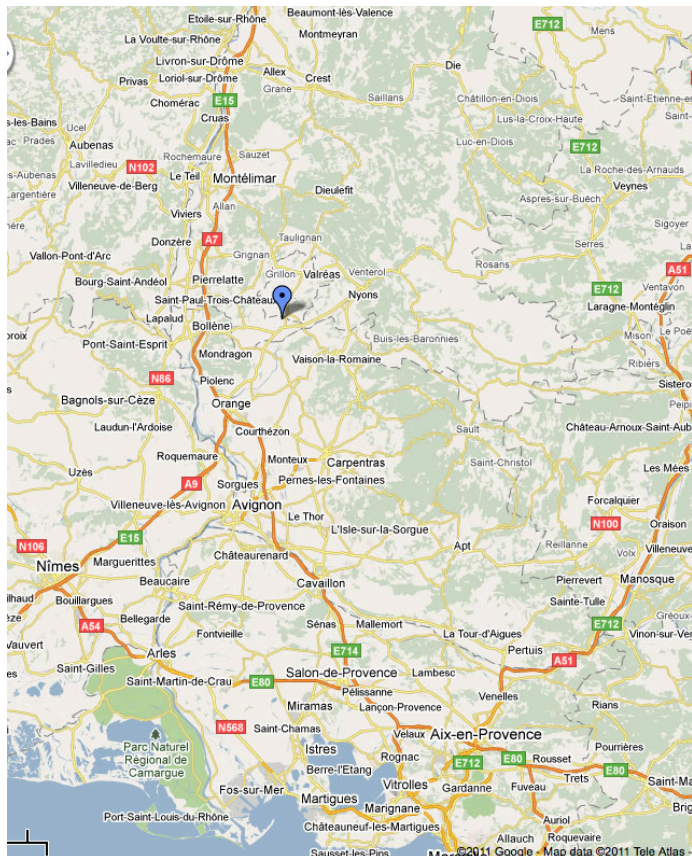 Beaumont-lès-Valence
Etoile-sur-Rhône
E712
Mens
Montmeyran
La Voulte-sur-Rhône
Livron-sur-Drôme
Die
Allex
Loriol-sur-Drôme
Crest
Privas
Grane
Saillans
Châtillon-en-Diois
E15
Chomérac
Cruas
Lus-la-Croix-Haute
Ucel
Prades
Aubenas
Luc-en-Diois
E712
Rochemaure
Sauzet
Lavilledieu
N102
La Roche-des-Arnauds
Le Teil
Montélimar
Villeneuve-de-Berg
Dieulefit
Veynes
Aspres-sur-Buëch
Allan
Viviers
Sigoyer
Donzère
A7
Taulignan
Serres
Vallon-Pont-d'Arc
Grignan
Rosans
A51
Grillon
Valréas
Venterol
Bourg-Saint-Andéol
Pierrelatte
E712
Ventavon
Nyons
Saint-Paul-Trois-Châteaux
Laragne-Montéglin
Lapalud
Bollène
Mison
Pont-Saint-Esprit
Buis-les-Baronnies
Mondragon
Vaison-la-Romaine
Ribiers
N86
Piolenc
Bagnols-sur-Cèze
Orange
Laudun-l'Ardoise
Courthézon
Sault
Château-Arnoux-Saint-Aub
Roquemaure
Monteux
Carpentras
Saint-Christol
Uzès
Les Mées
Pernes-les-Fontaines
A9
Sorgues
Villeneuve-lès-Avignon
Avignon
Forcalquier
Le Thor
N100
Oraison
L'Isle-sur-la-Sorgue
E15
N106
Apt
Reillanne
Volx
Villeneuve
Châteaurenard
Nîmes
Marguerittes
Beaucaire
Cavaillon
Pierrevert
Manosque
Bouillargues
Saint-Rémy-de-Provence
Sainte-Tulle
Bellegarde
A54
Sénas
Mallemort
E712
Fontvieille
La Tour-d'Aigues
Vauvert
E714
Pertuis
Arles
A51
Saint-Gilles
Salon-de-Provence
Lambesc
Saint-Martin-de-Crau
E80
Pélissanne
Venelles
Miramas
Lançon-Provence
Rians
N568
Saint-Chamas
Velaux
Aix-en-Provence
Parc Naturel
Régional de
Camargue
Istres
Rognac
Pourrières
E712
E80
Rousset
Berre-l'Etang
E80
Trets
Vitrolles
Gardanne
Fuveau
Fos-sur-Mer
Martigues
Marignane
Port-Saint-Louis-du-Rhône
Auriol
Châteauneuf-les-Martigues
Allauch
Roquevaire
©2011 Google - Map data ©2011 Tele Atlas -